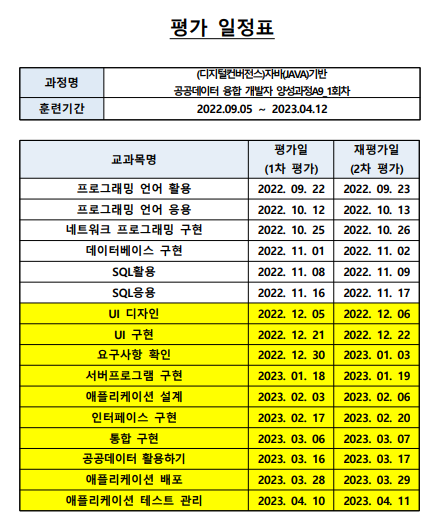 평가 일정표
과정명
(디지털컨버전스)자바(JAVA)기반
공공데이터 융합 개발자 양성과정A9_1회차
훈련기간
2022.09.05 ~ 2023.04.12
교과목명
평가일
(1차 평가)
재평가일
(2차 평가)
프로그래밍 언어 활용 2022. 09. 22 2022. 09. 23
프로그래밍 언어 응용 2022. 10. 12 2022. 10. 13
네트워크 프로그래밍 구현 2022. 10. 25 2022. 10. 26
데이터베이스 구현 2022. 11. 01 2022. 11. 02
SQL활용 2022. 11. 08 2022. 11. 09
SQL응용 2022. 11. 16 2022. 11. 17
UI 디자인 2022. 12. 05 2022. 12. 06
UI 구현 2022. 12. 21 2022. 12. 22
요구사항 확인 2022. 12. 30 2023. 01. 03
서버프로그램 구현 2023. 01. 18 2023. 01. 19
애플리케이션 설계 2023. 02. 03 2023. 02. 06
인터페이스 구현 2023. 02. 17 2023. 02. 20
통합 구현 2023. 03. 06 2023. 03. 07
공공데이터 활용하기 2023. 03. 16 2023. 03. 17
애플리케이션 배포 2023. 03. 28 2023. 03. 29
애플리케이션 테스트 관리 2023. 04. 10 2023. 04. 11